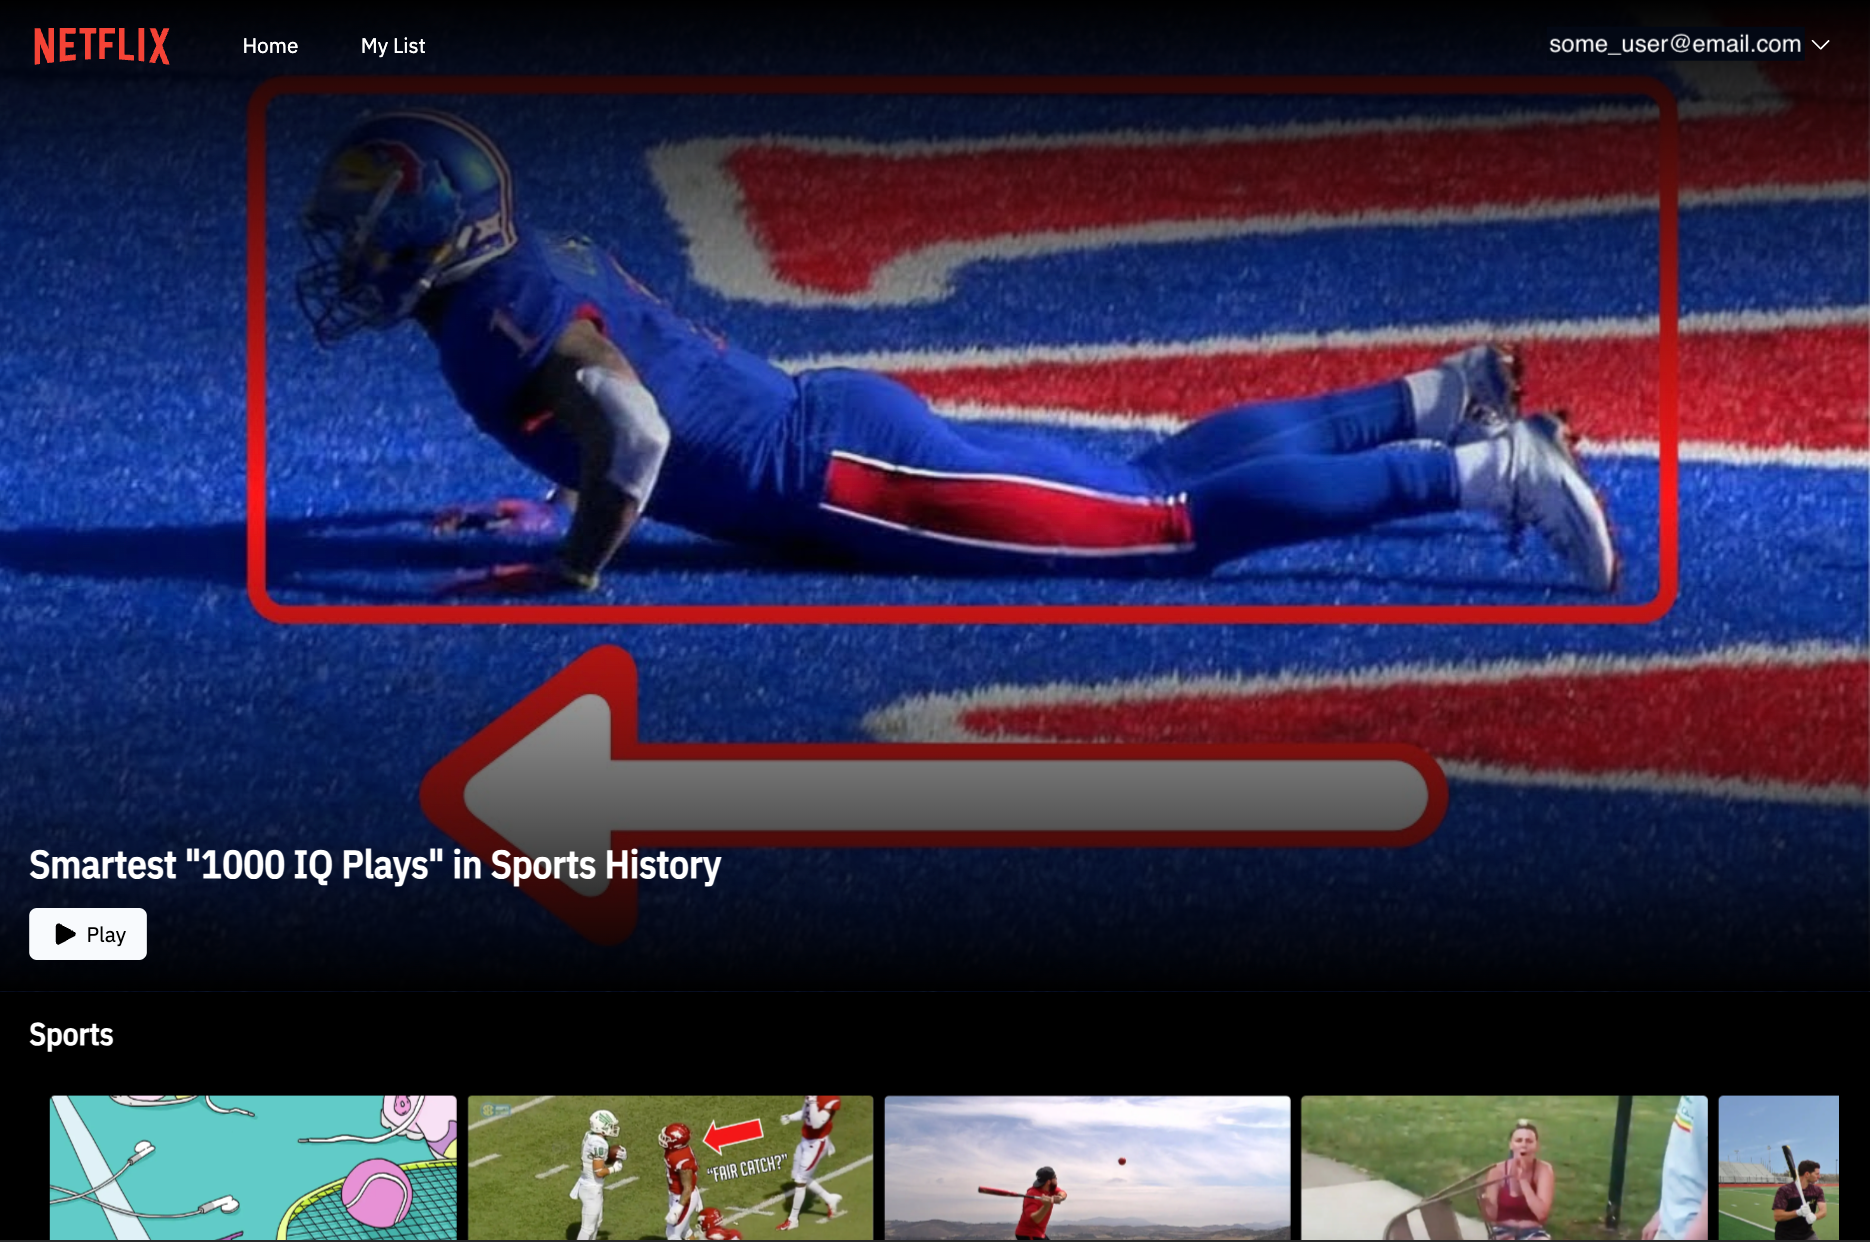 NETFLIX
Home
My List
some_user@email.com
Smartest "1000 IQ Plays" in Sports History
Play
Sports
"FAIR CATCH?"